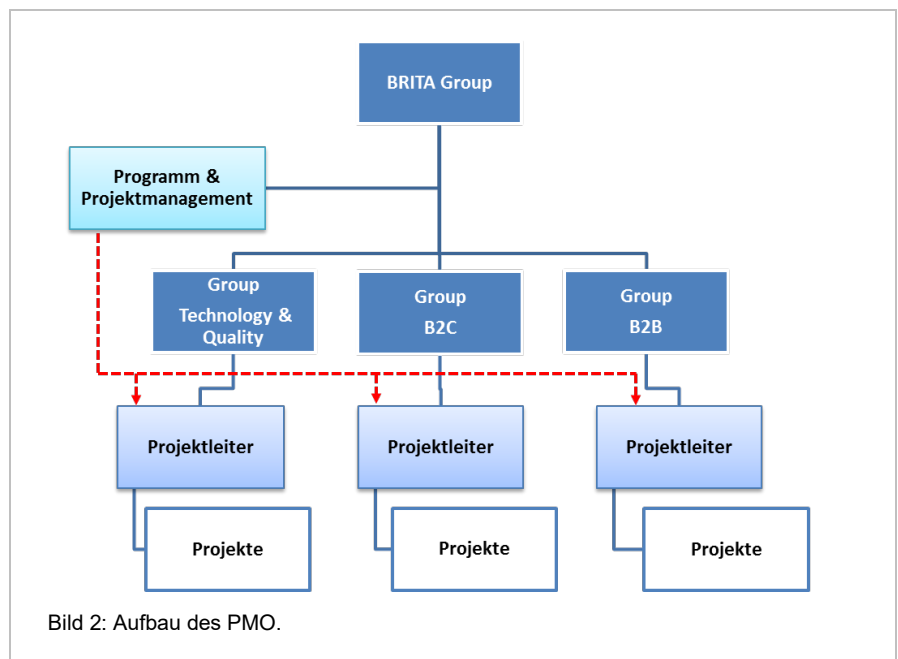 BRITA Group
Programm &
Projektmanagement
Group
Technology &
Quality
Group
B2C
Group
B2B
Projektleiter
Projektleiter
Projektleiter
Projekte
Projekte
Projekte
Bild 2: Aufbau des PMO.